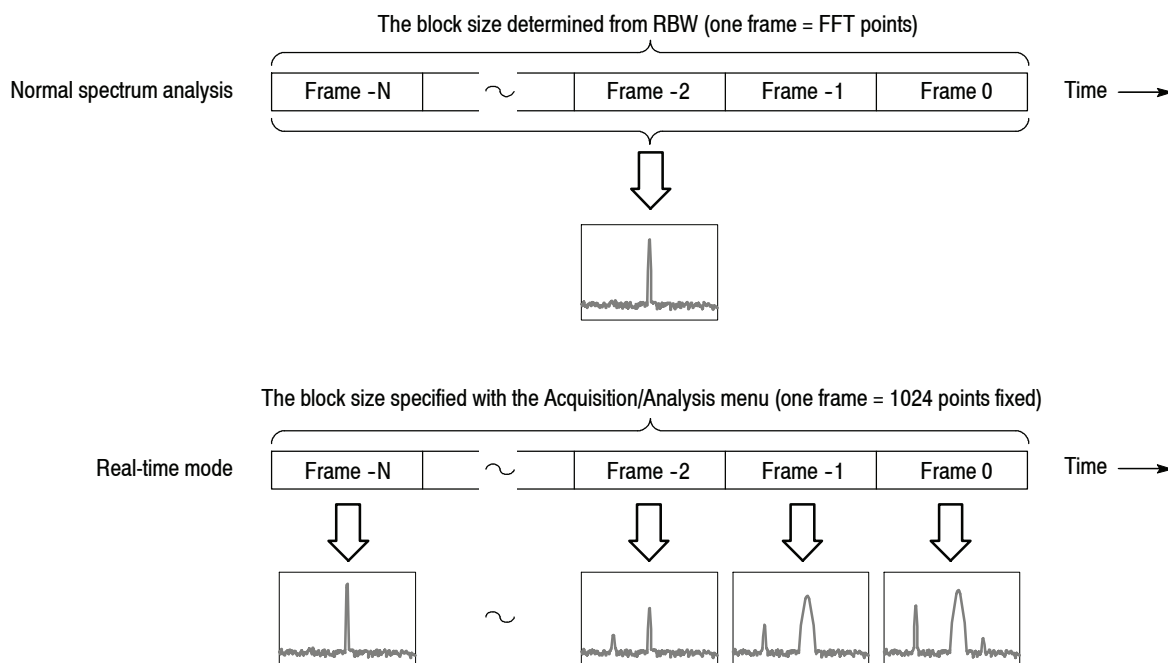 The block size determined from RBW (one frame = FFT points)
Normal spectrum analysis Frame -N Frame -2 Frame -1 Frame 0 Time
The block size specified with the Acquisition/Analysis menu (one frame = 1024 points fixed)
Real-time mode Frame -N Frame -2 Frame -1 Frame 0 Time